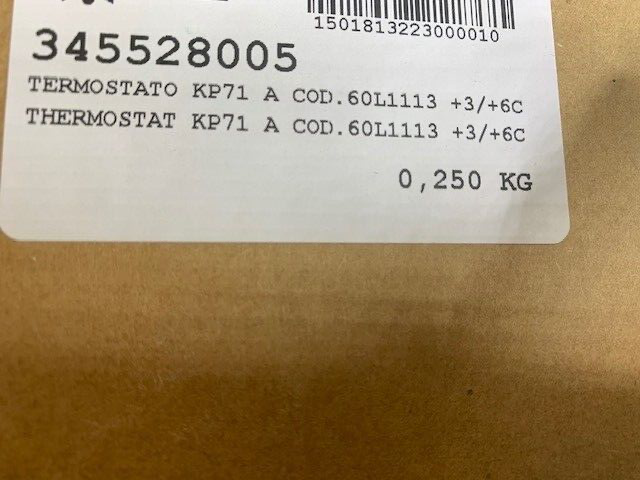 1501813223000010
345528005
TERMOSTATO KP71 A COD.60L1113 +3/+6C
THERMOSTAT KP71 A COD.60L1113 +3/+6C
0,250 KG